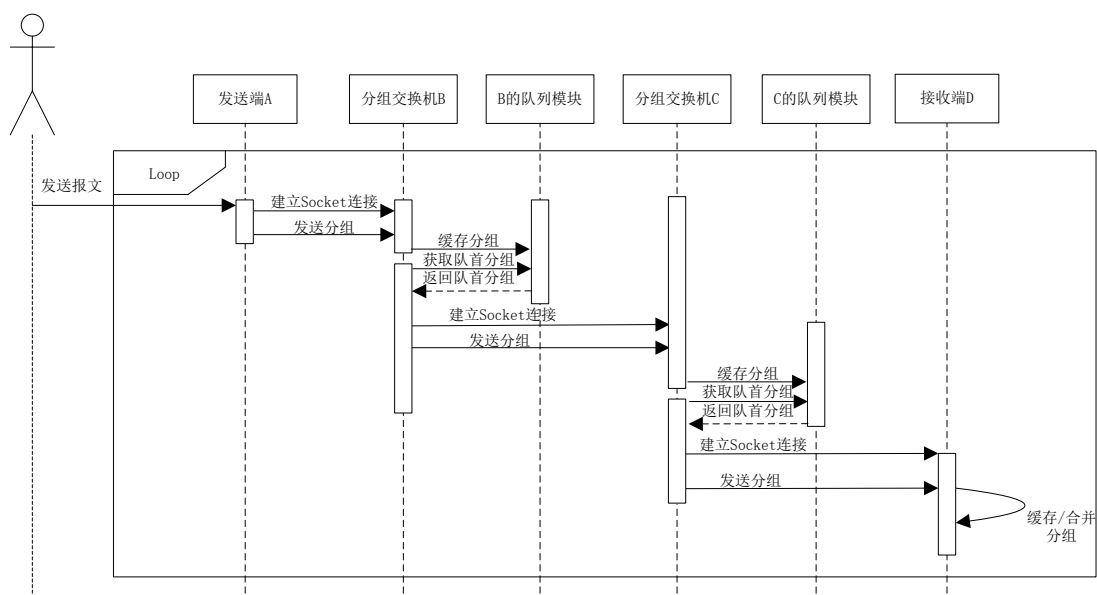 发送端A
分组交换机B
B的队列模块
分组交换机C
C的队列模块
接收端D
Loop
发送报文
建立Socket连接
发送分组
缓存分组
获取队首分组
返回队首分组
建立Socket连接
发送分组
缓存分组
获取队首分组
返回队首分组
建立Socket连接
发送分组
缓存/合并
分组